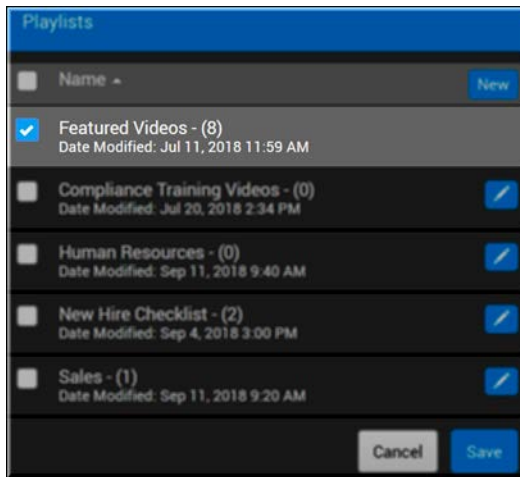 Playlists
Name
New
Featured Videos - (8)
Date Modified: Jul 11, 2018 11:59 AM
Compliance Training Videos - (0)
Date Modified: Jul 20, 2018 2:34 PM
Human Resources - (0)
Date Modified: Sep 11, 2018 9:40 AM
New Hire Checklist - (2)
Date Modified: Sep 4, 2018 3:00 PM
Sales - (1)
Date Modified: Sep 11, 2018 9:20 AM
Cancel
Save